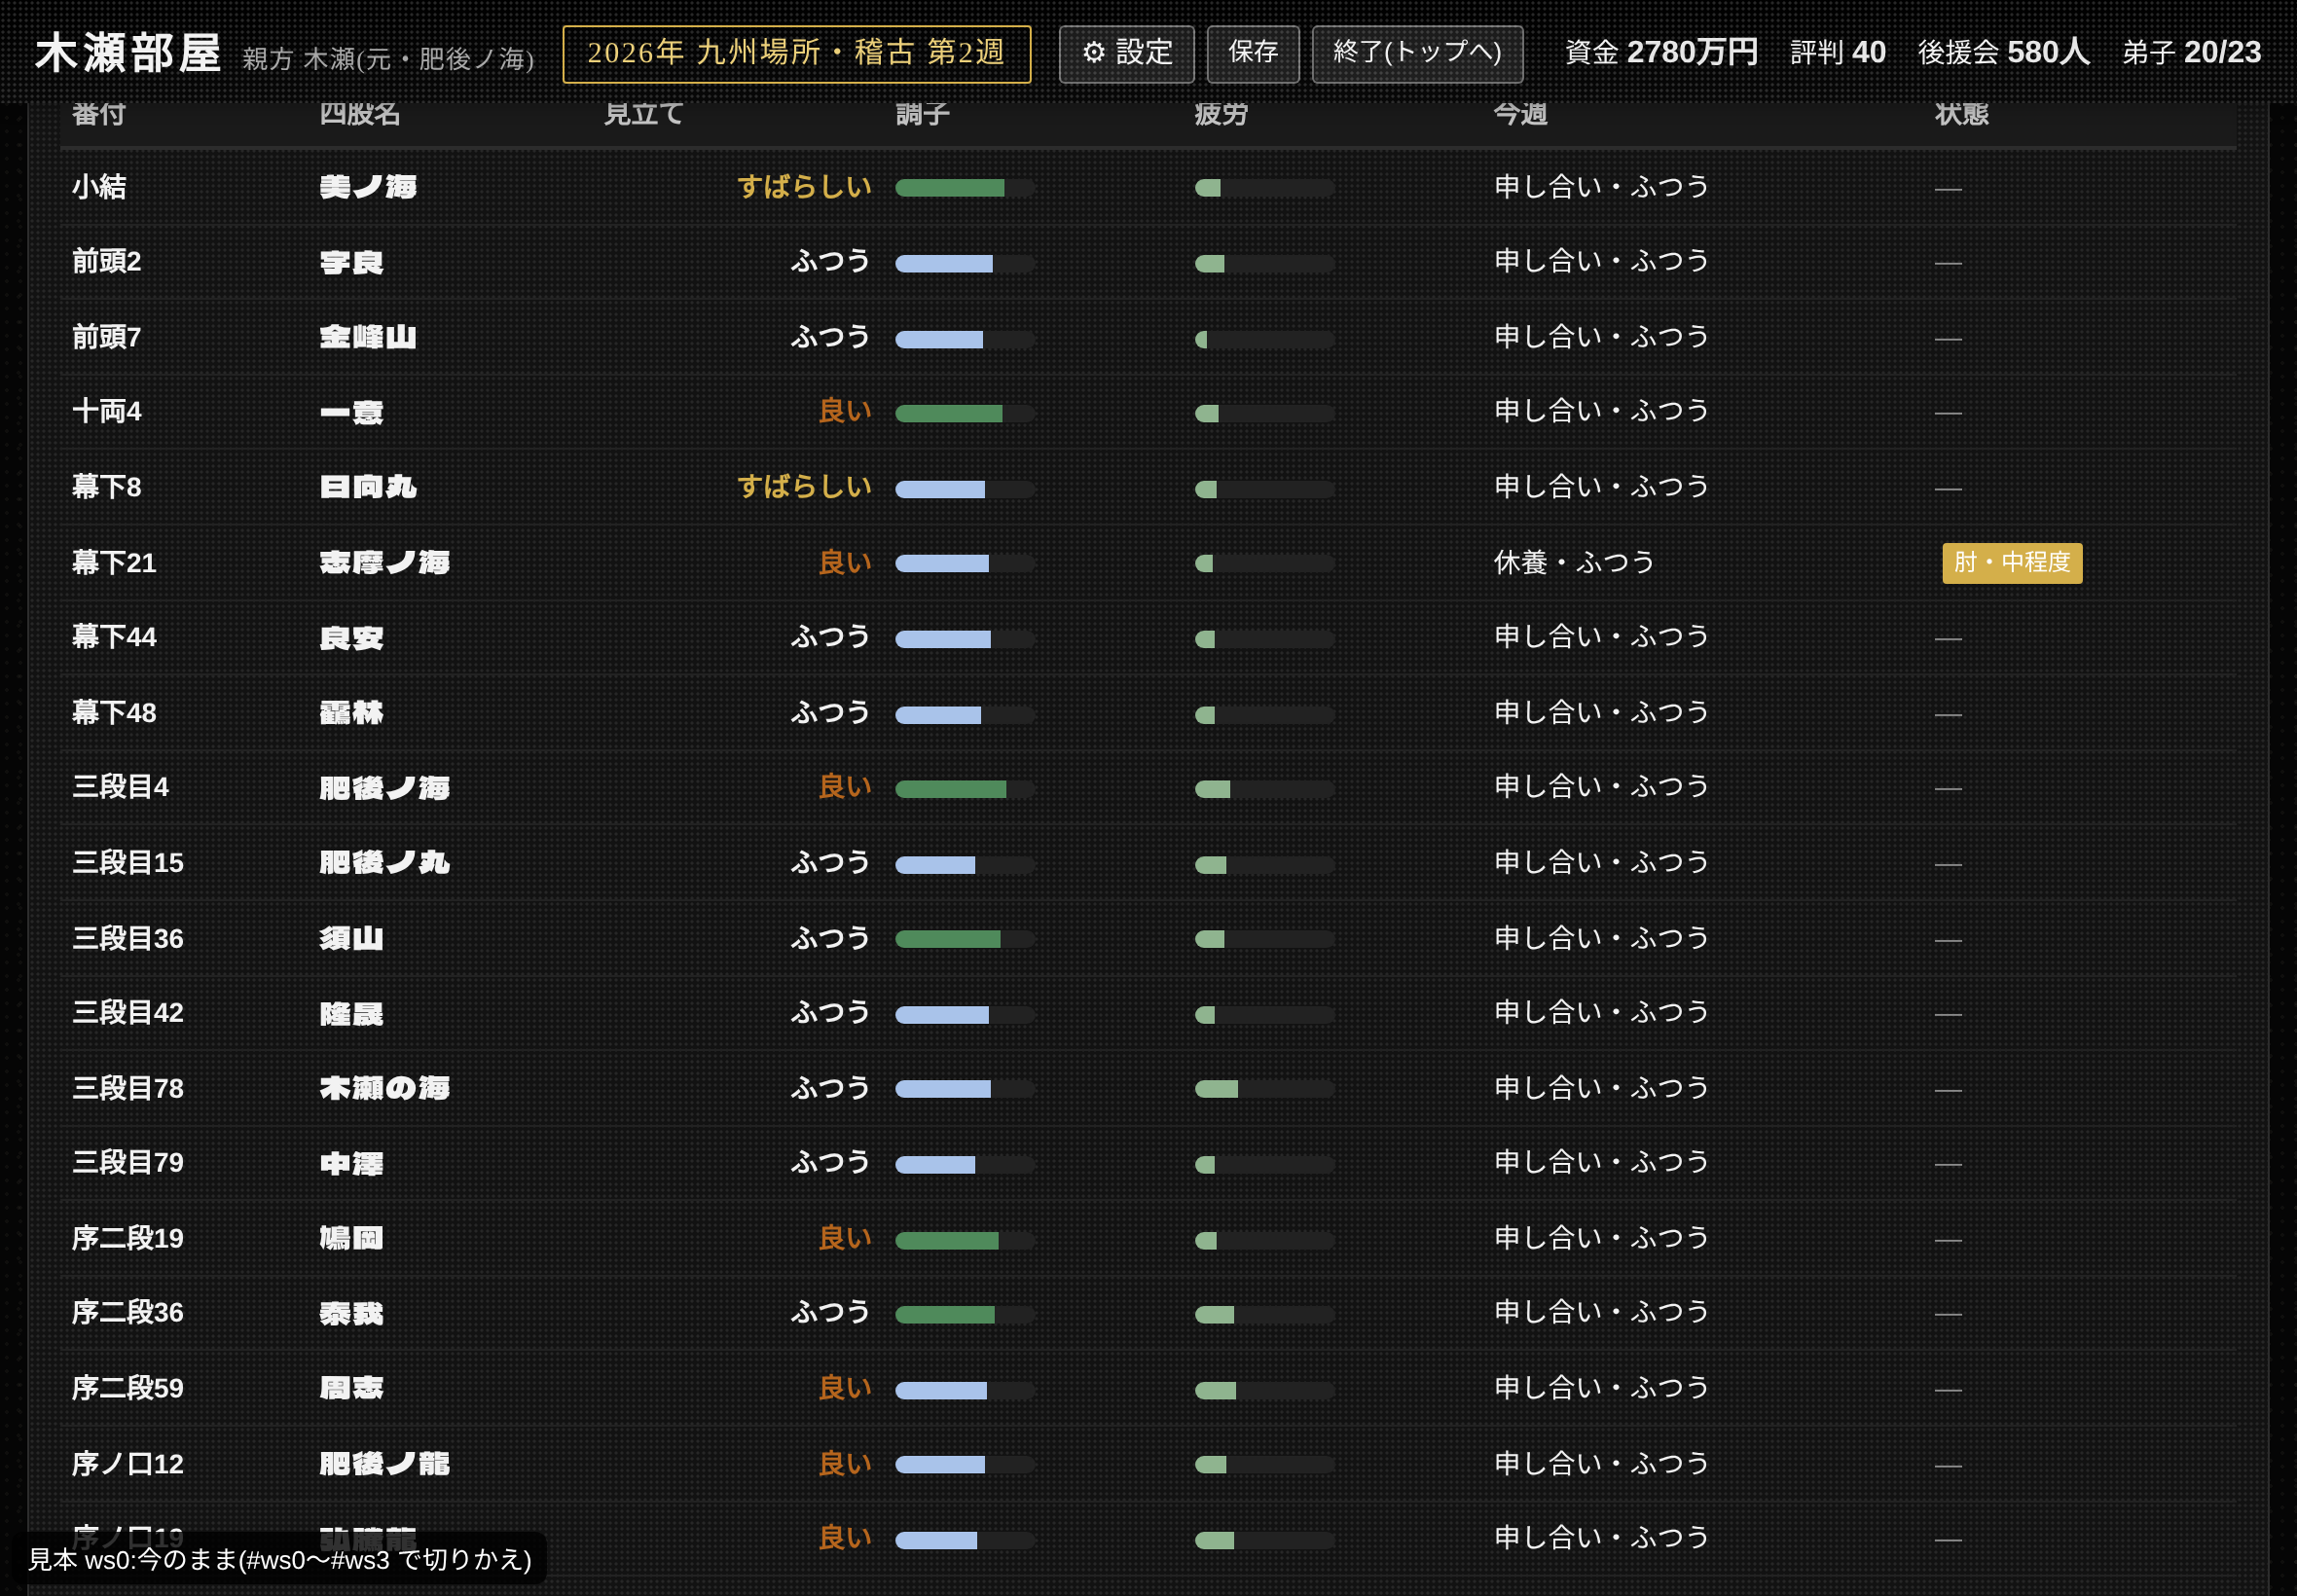 木瀬部屋 親方 木瀬(元・肥後ノ海) 2026年 九州場所・稽古 第2週 ⚙ 設定 保存 終了(トップへ) 資金 2780万円 評判 40 後援会 580人 弟子 20/23
番付 四股名 見立て 調子 疲労 今週 状態
小結 美ノ海 すばらしい 申し合い・ふつう —
前頭2 宇良 ふつう 申し合い・ふつう —
前頭7 金峰山 ふつう 申し合い・ふつう —
十両4 一意 良い 申し合い・ふつう —
幕下8 日向丸 すばらしい 申し合い・ふつう —
幕下21 志摩ノ海 良い 休養・ふつう 肘・中程度
幕下44 良安 ふつう 申し合い・ふつう —
幕下48 林 ふつう 申し合い・ふつう —
三段目4 肥後ノ海 良い 申し合い・ふつう —
三段目15 肥後ノ丸 ふつう 申し合い・ふつう —
三段目36 須山 ふつう 申し合い・ふつう —
三段目42 隆晟 ふつう 申し合い・ふつう —
三段目78 木瀬の海 ふつう 申し合い・ふつう —
三段目79 中澤 ふつう 申し合い・ふつう —
序二段19 鳩岡 良い 申し合い・ふつう —
序二段36 泰我 ふつう 申し合い・ふつう —
序二段59 周志 良い 申し合い・ふつう —
序ノ口12 肥後ノ龍 良い 申し合い・ふつう —
序ノ口19 良い 申し合い・ふつう —
見本 ws0:今のまま(#ws0〜#ws3 で切りかえ)